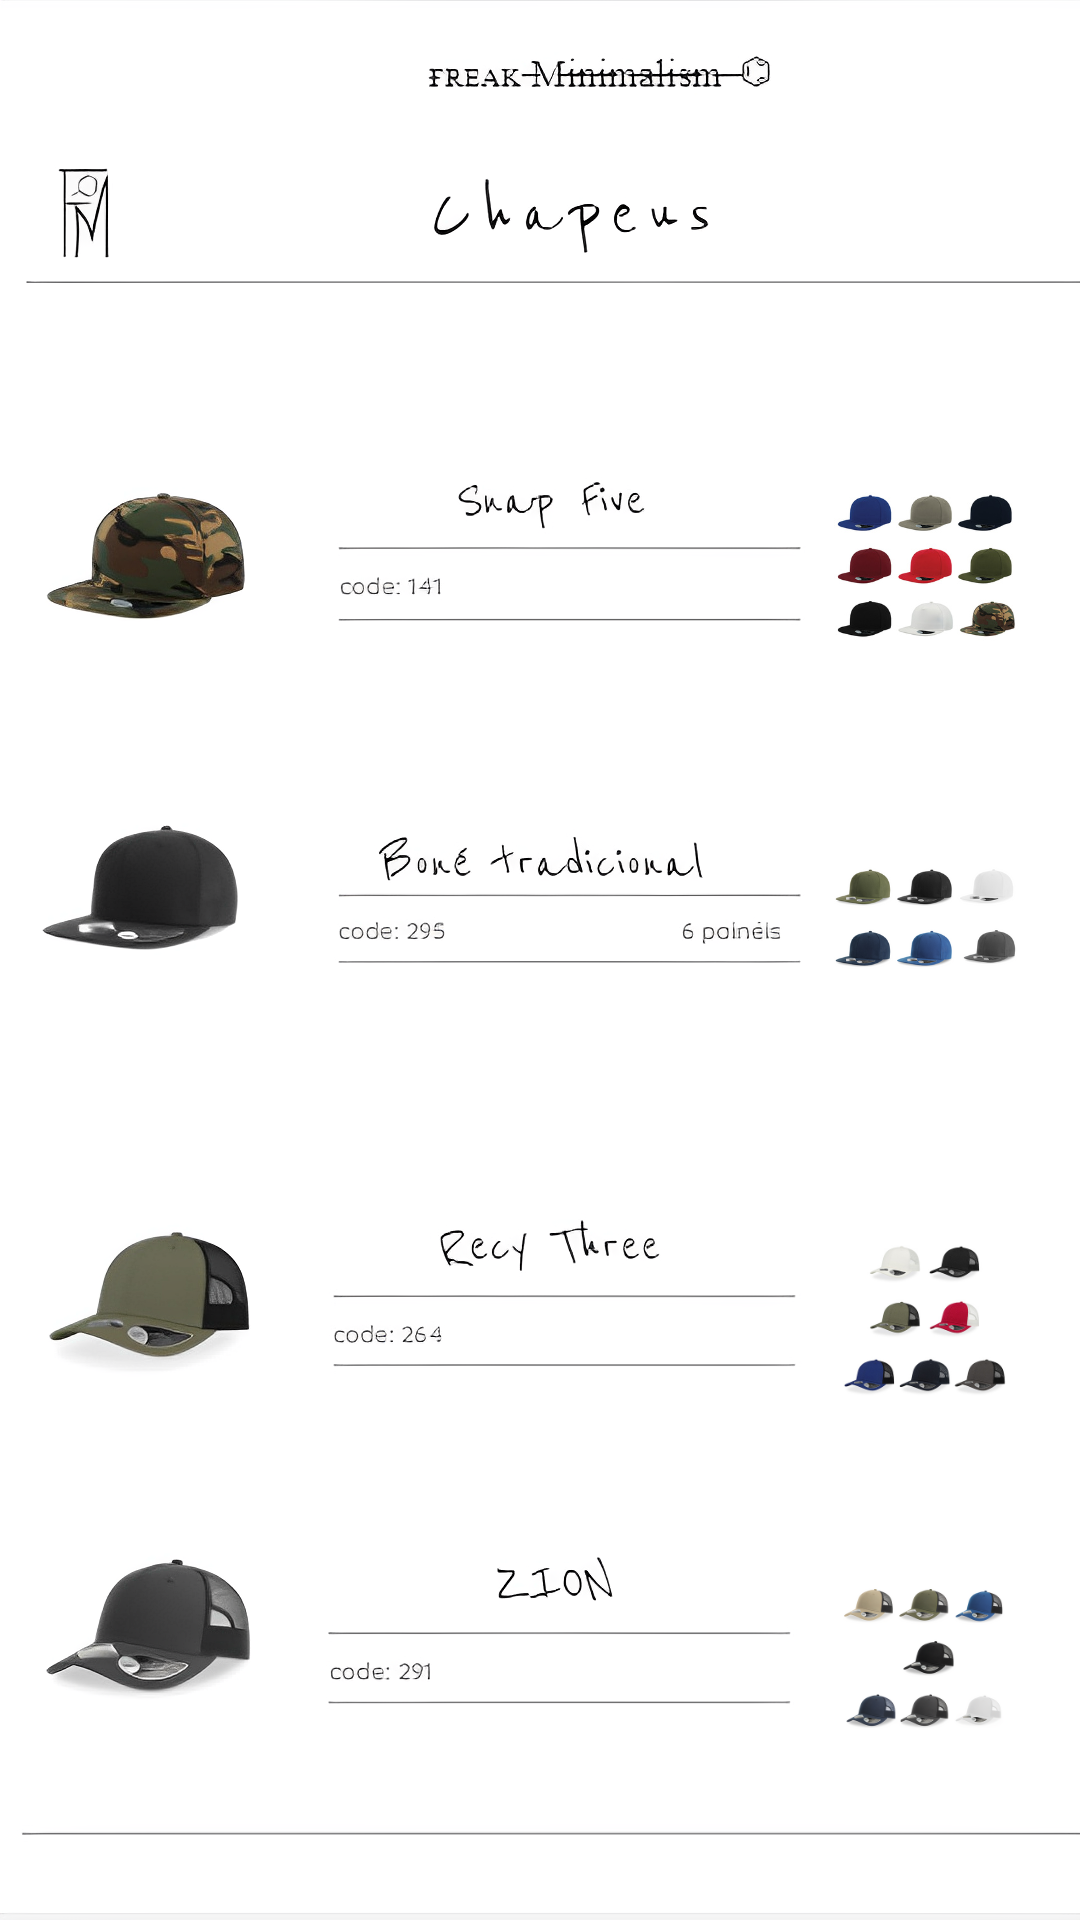 FREAK Minimalism
FM
Chapeus
Snap Five
code: 141
Boné tradicional
code: 295 6 painéis
Recy Three
code: 264
ZION
code: 291